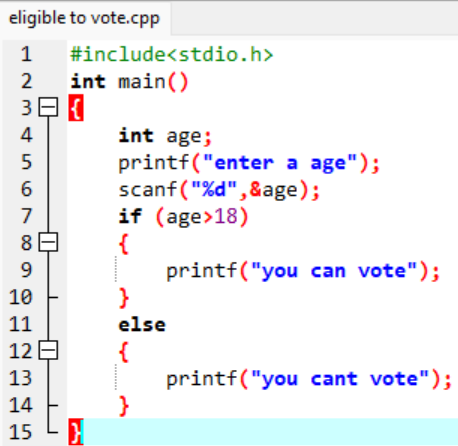 eligible to vote.cpp
1 #include<stdio.h>
2 int main()
3 {
4 int age;
5 printf("enter a age");
6 scanf("%d",&age);
7 if (age>18)
8 {
9 printf("you can vote");
10 }
11 else
12 {
13 printf("you cant vote");
14 }
15 }